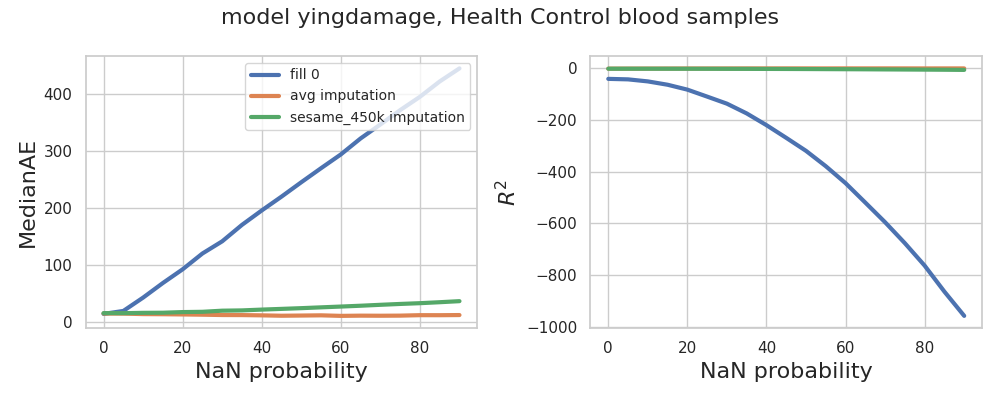 model yingdamage, Health Control blood samples
MedianAE
400
300
200
100
0
0 20 40 60 80
NaN probability
fill 0
avg imputation
sesame_450k imputation
R²
0
−200
−400
−600
−800
−1000
0 20 40 60 80
NaN probability